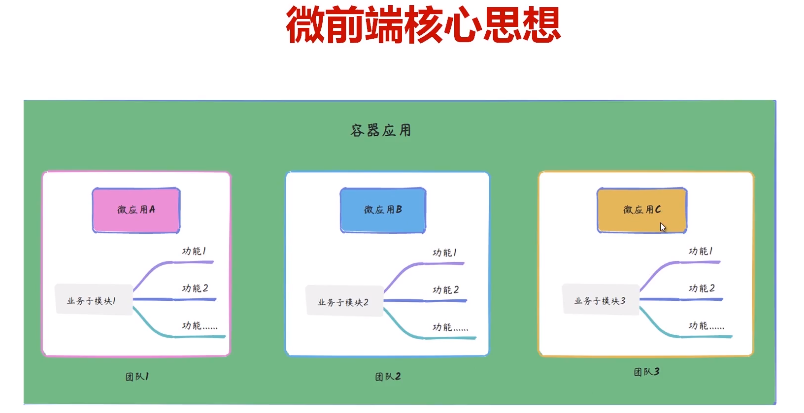 微前端核心思想
容器应用
微应用A
微应用B
微应用C
功能1
功能2
功能……
业务子模块1
功能1
功能2
功能……
业务子模块2
功能1
功能2
功能……
业务子模块3
团队1
团队2
团队3